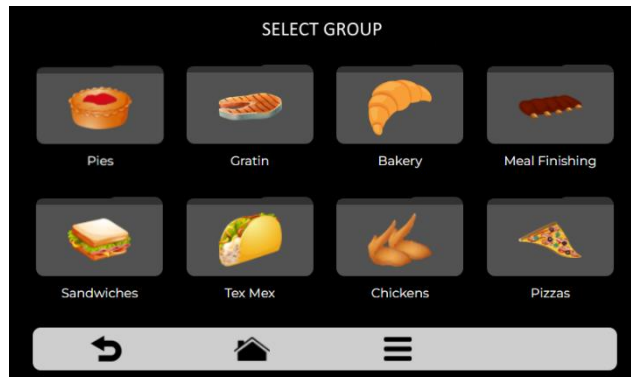 SELECT GROUP
Pies Gratin Bakery Meal Finishing
Sandwiches Tex Mex Chickens Pizzas